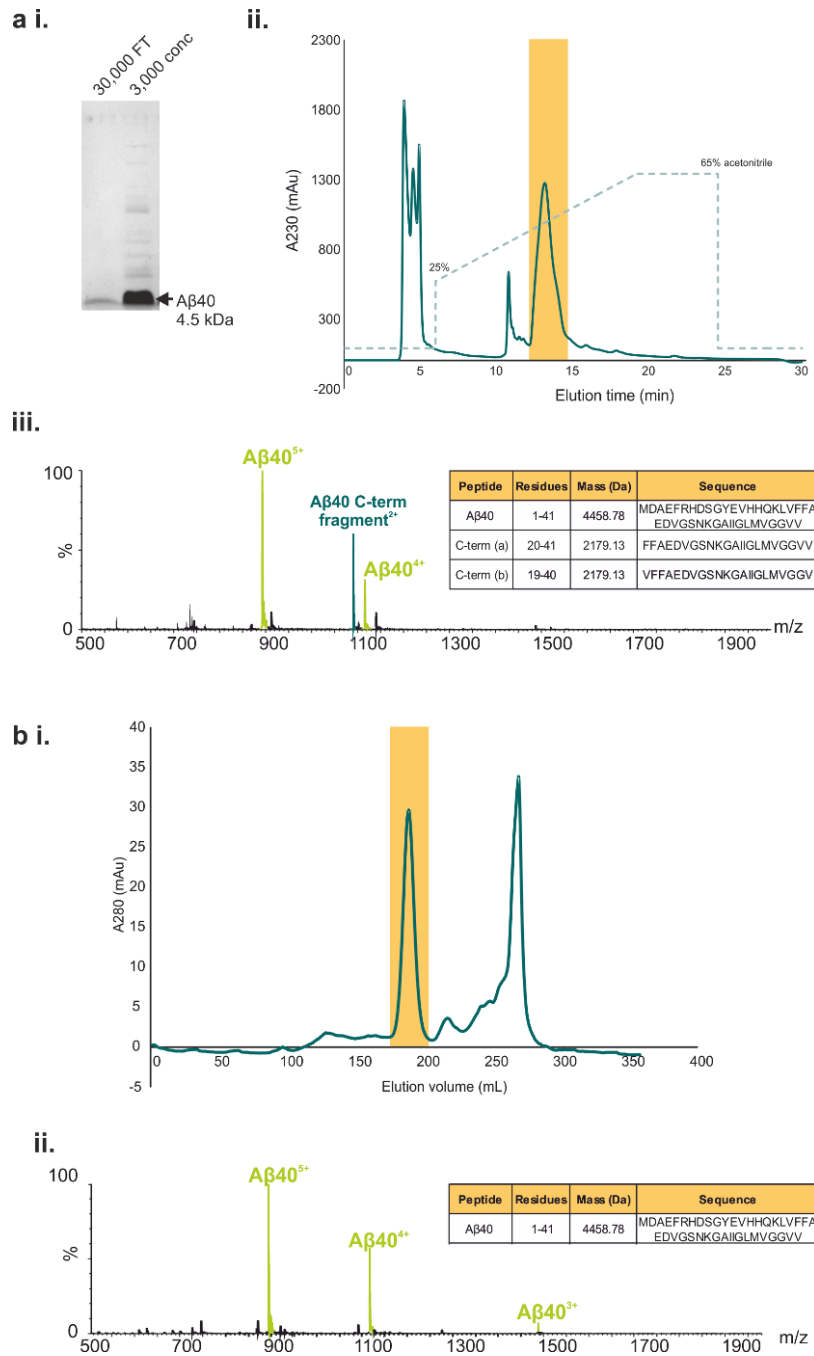 a i.
30,000 FT
3,000 conc
Aβ40
4.5 kDa
ii.
2300
1800
1300
800
300
-200
A230 (mAu)
25%
65% acetonitrile
0 5 10 15 20 25 30
Elution time (min)
iii.
100
%
0
Aβ40⁵⁺
Aβ40 C-term
fragment²⁺
Aβ40⁴⁺
500 700 900 1100 1300 1500 1700 1900 m/z
Peptide Residues Mass (Da) Sequence
Aβ40 1-41 4458.78 MDAEFRHDSGYEVHHQKLVFFA
EDVGSNKGAIIGLMVGGVV
C-term (a) 20-41 2179.13 FFAEDVGSNKGAIIGLMVGGVV
C-term (b) 19-40 2179.13 VFFAEDVGSNKGAIIGLMVGGV
b i.
40
35
30
25
20
15
10
5
0
-5
A280 (mAu)
0 50 100 150 200 250 300 350 400
Elution volume (mL)
ii.
100
%
0
Aβ40⁵⁺
Aβ40⁴⁺
Aβ40³⁺
500 700 900 1100 1300 1500 1700 1900 m/z
Peptide Residues Mass (Da) Sequence
Aβ40 1-41 4458.78 MDAEFRHDSGYEVHHQKLVFFA
EDVGSNKGAIIGLMVGGVV